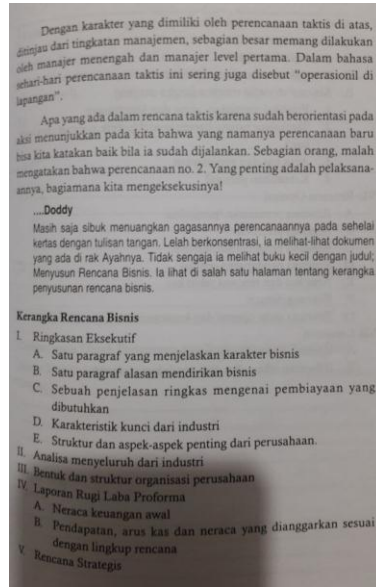 Dengan karakter yang dimiliki oleh perencanaan taktis di atas,
ditinjau dari tingkatan manajemen, sebagian besar memang dilakukan
oleh manajer menengah dan manajer level pertama. Dalam bahasa
sehari-hari perencanaan taktis ini sering juga disebut "operasionil di
lapangan".
Apa yang ada dalam rencana taktis karena sudah berorientasi pada
aksi menunjukkan pada kita bahwa yang namanya perencanaan baru
bisa kita katakan baik bila ia sudah dijalankan. Sebagian orang, malah
mengatakan bahwa perencanaan no. 2. Yang penting adalah pelaksana-
annya, bagiamana kita mengeksekusinya!
....Doddy
Masih saja sibuk menuangkan gagasannya perencanaannya pada sehelai
kertas dengan tulisan tangan. Lelah berkonsentrasi, ia melihat-lihat dokumen
yang ada di rak Ayahnya. Tidak sengaja ia melihat buku kecil dengan judul;
Menyusun Rencana Bisnis. Ia lihat di salah satu halaman tentang kerangka
penyusunan rencana bisnis.
Kerangka Rencana Bisnis
I. Ringkasan Eksekutif
A. Satu paragraf yang menjelaskan karakter bisnis
B. Satu paragraf alasan mendirikan bisnis
C. Sebuah penjelasan ringkas mengenai pembiayaan yang
dibutuhkan
D. Karakteristik kunci dari industri
E. Struktur dan aspek-aspek penting dari perusahaan.
II. Analisa menyeluruh dari industri
III. Bentuk dan struktur organisasi perusahaan
IV. Laporan Rugi Laba Proforma
A. Neraca keuangan awal
B. Pendapatan, arus kas dan neraca yang dianggarkan sesuai
dengan lingkup rencana
V. Rencana Strategis